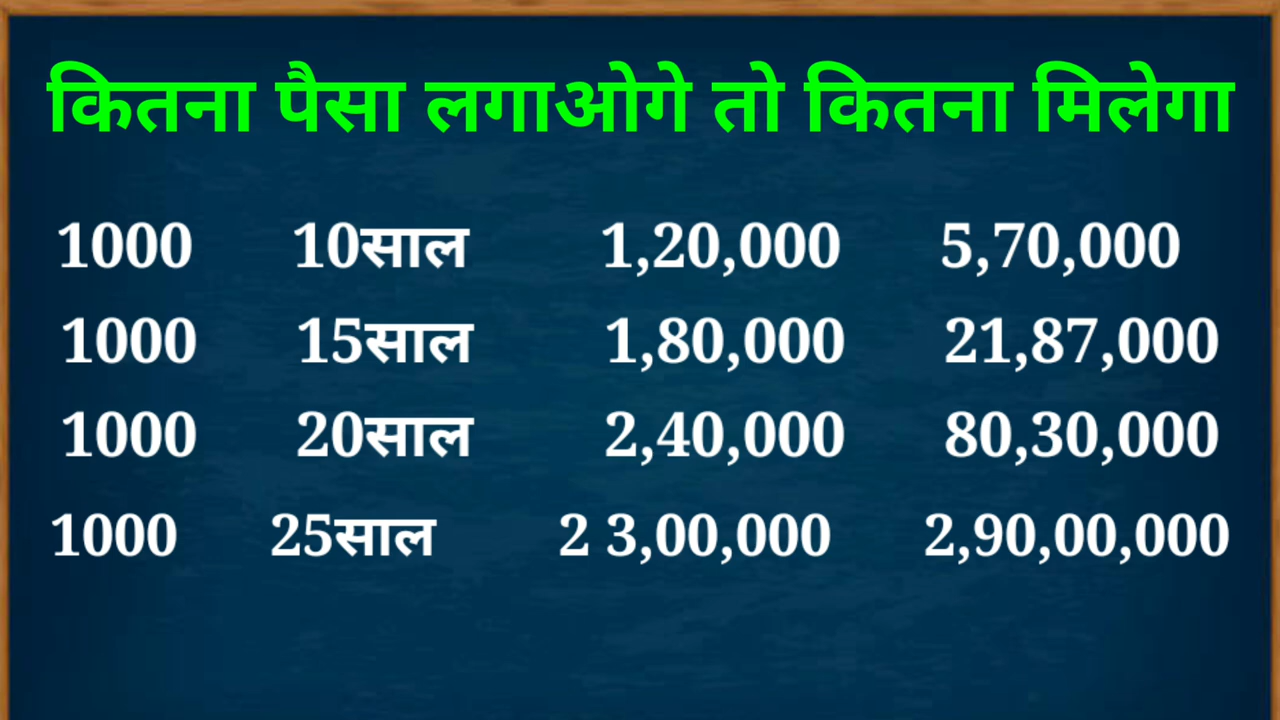 कितना पैसा लगाओगे तो कितना मिलेगा
1000 10साल 1,20,000 5,70,000
1000 15साल 1,80,000 21,87,000
1000 20साल 2,40,000 80,30,000
1000 25साल 2 3,00,000 2,90,00,000